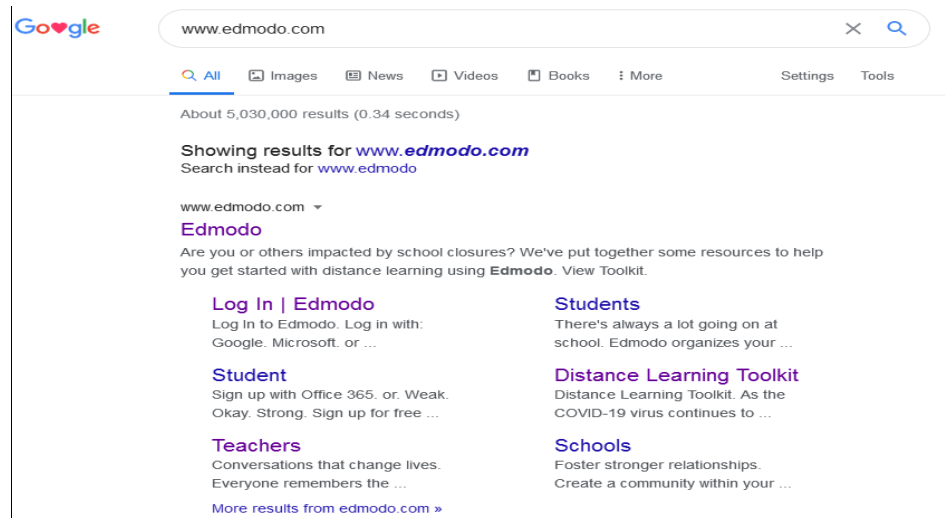 Google
www.edmodo.com
All Images News Videos Books More Settings Tools
About 5,030,000 results (0.34 seconds)
Showing results for www.edmodo.com
Search instead for www.edmodo
www.edmodo.com
Edmodo
Are you or others impacted by school closures? We've put together some resources to help
you get started with distance learning using Edmodo. View Toolkit.
Log In | Edmodo
Log In to Edmodo. Log in with:
Google. Microsoft. or ...
Students
There's always a lot going on at
school. Edmodo organizes your ...
Student
Sign up with Office 365. or. Weak.
Okay. Strong. Sign up for free ...
Distance Learning Toolkit
Distance Learning Toolkit. As the
COVID-19 virus continues to ...
Teachers
Conversations that change lives.
Everyone remembers the ...
Schools
Foster stronger relationships.
Create a community within your ...
More results from edmodo.com »